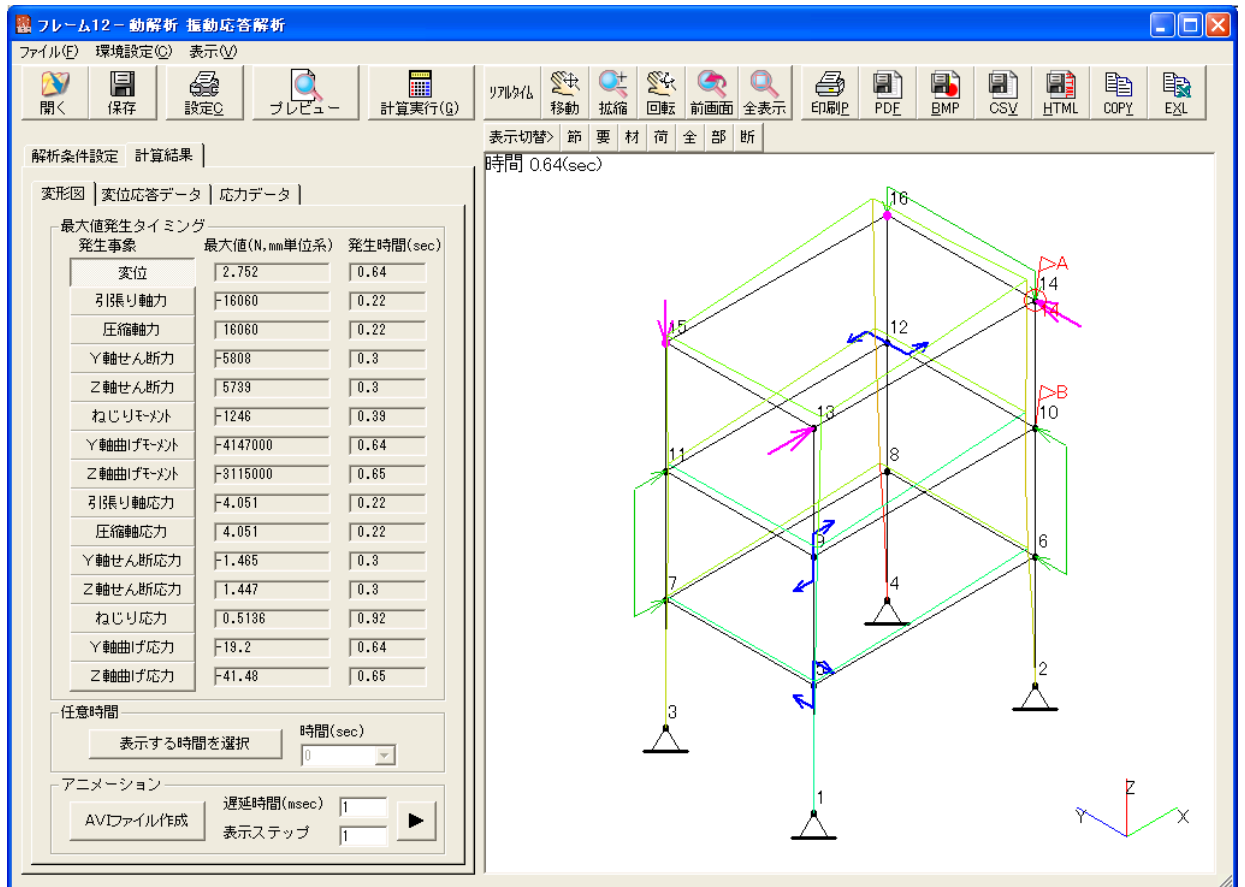 フレーム12－動解析 振動応答解析
ファイル(F) 環境設定(C) 表示(V)
開く 保存 設定C プレビュー 計算実行(G) リアルタイム 移動 拡縮 回転 前画面 全表示 印刷P PDF BMP CSV HTML COPY EXL
表示切替> 節 要 材 荷 全 部 断
解析条件設定 計算結果
変形図 変位応答データ 応力データ
最大値発生タイミング
発生事象 最大値(N,mm単位系) 発生時間(sec)
変位 2.752 0.64
引張り軸力 -16060 0.22
圧縮軸力 16060 0.22
Y軸せん断力 -5808 0.3
Z軸せん断力 5739 0.3
ねじりモーメント -1246 0.39
Y軸曲げモーメント -4147000 0.64
Z軸曲げモーメント -3115000 0.65
引張り軸応力 -4.051 0.22
圧縮軸応力 4.051 0.22
Y軸せん断応力 -1.465 0.3
Z軸せん断応力 1.447 0.3
ねじり応力 0.5136 0.92
Y軸曲げ応力 -19.2 0.64
Z軸曲げ応力 -41.48 0.65
任意時間
表示する時間を選択 時間(sec)
0
アニメーション
AVIファイル作成 遅延時間(msec) 1
表示ステップ 1
時間 0.64(sec)
16
A
14
15
12
13
B
10
11
8
9
6
7
4
5
2
3
1
Z
Y
X